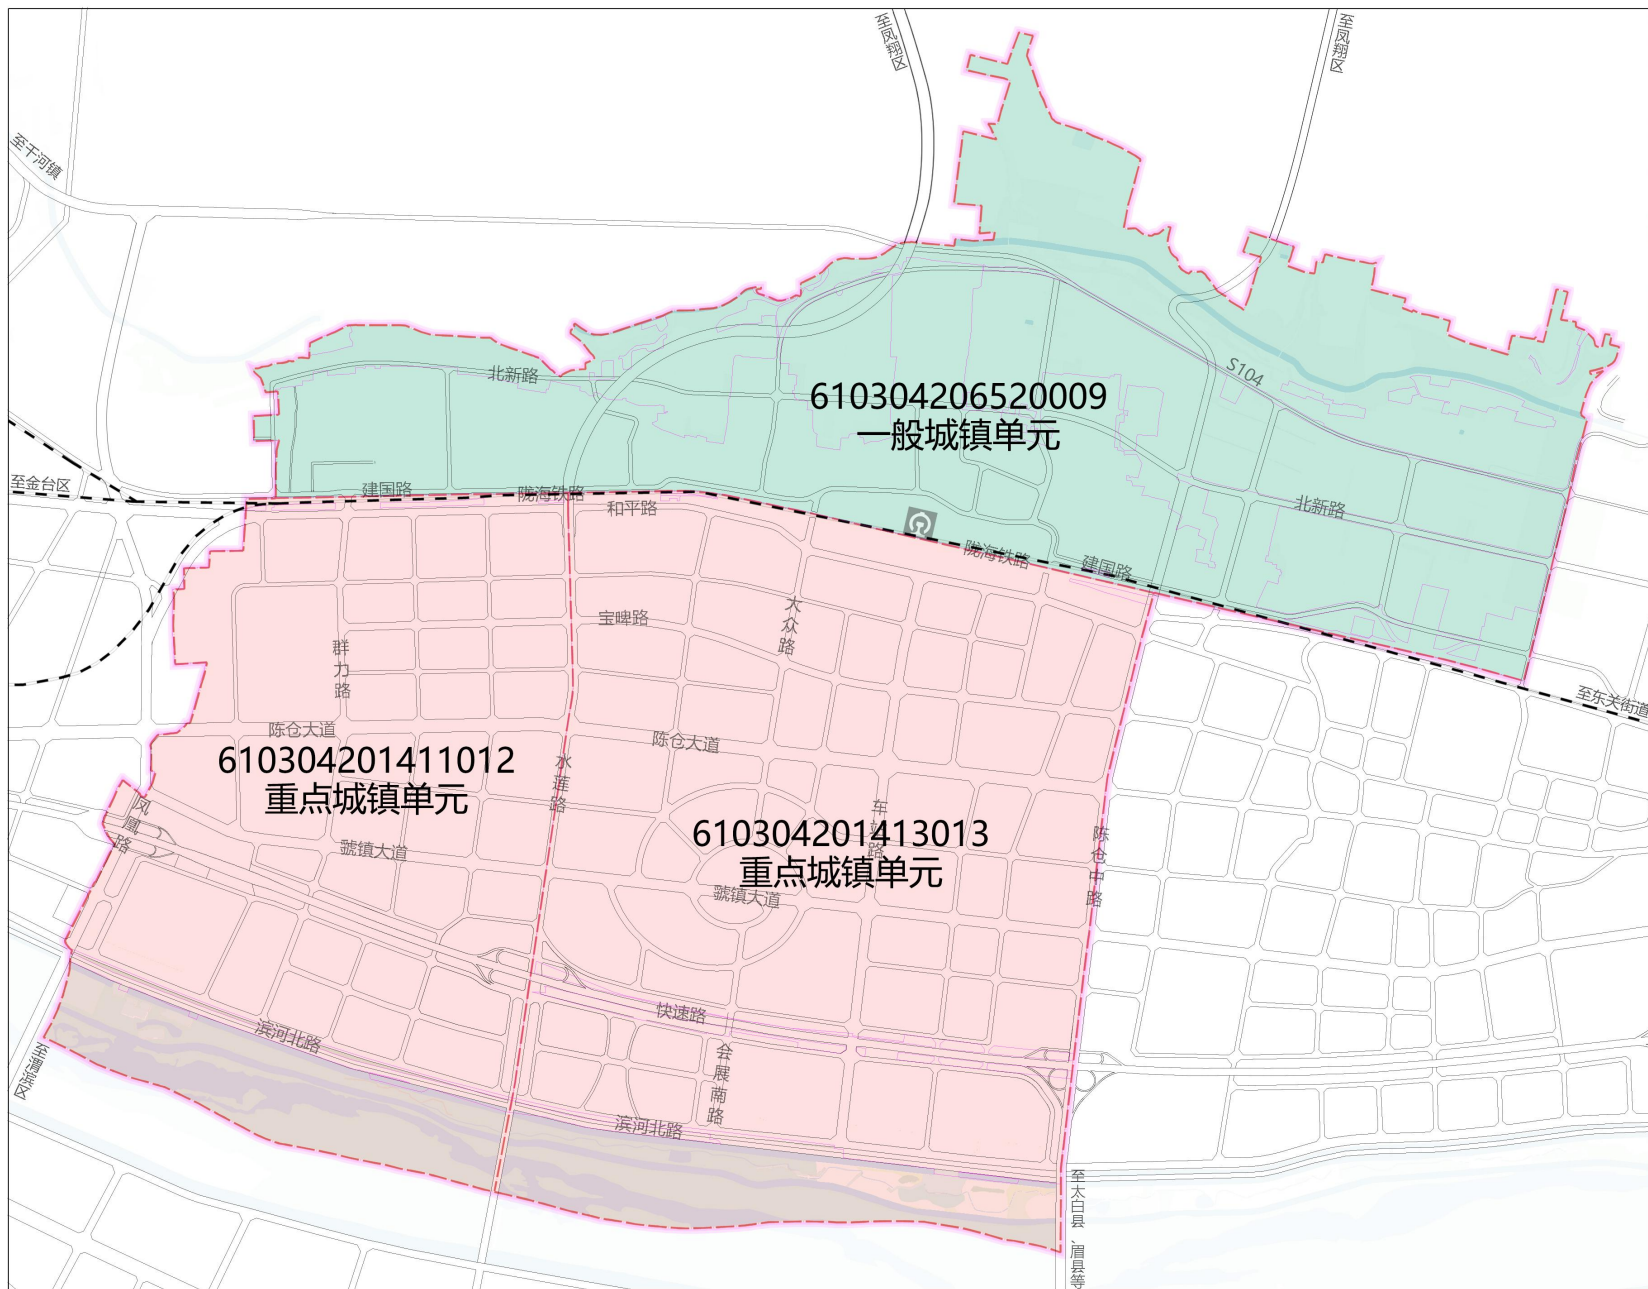 至凤翔区
至凤翔区
至千河镇
北新路
S104
610304206520009
一般城镇单元
至金台区
建国路
陇海铁路
和平路
北新路
陇海铁路
建国路
宝啤路
大众路
群力路
至东关街道
陈仓大道
陈仓大道
610304201411012
重点城镇单元
水莲路
凤凰路
车站路
610304201413013
重点城镇单元
陈仓中路
虢镇大道
虢镇大道
快速路
滨河北路
会展南路
至渭滨区
滨河北路
至太白县、眉县等